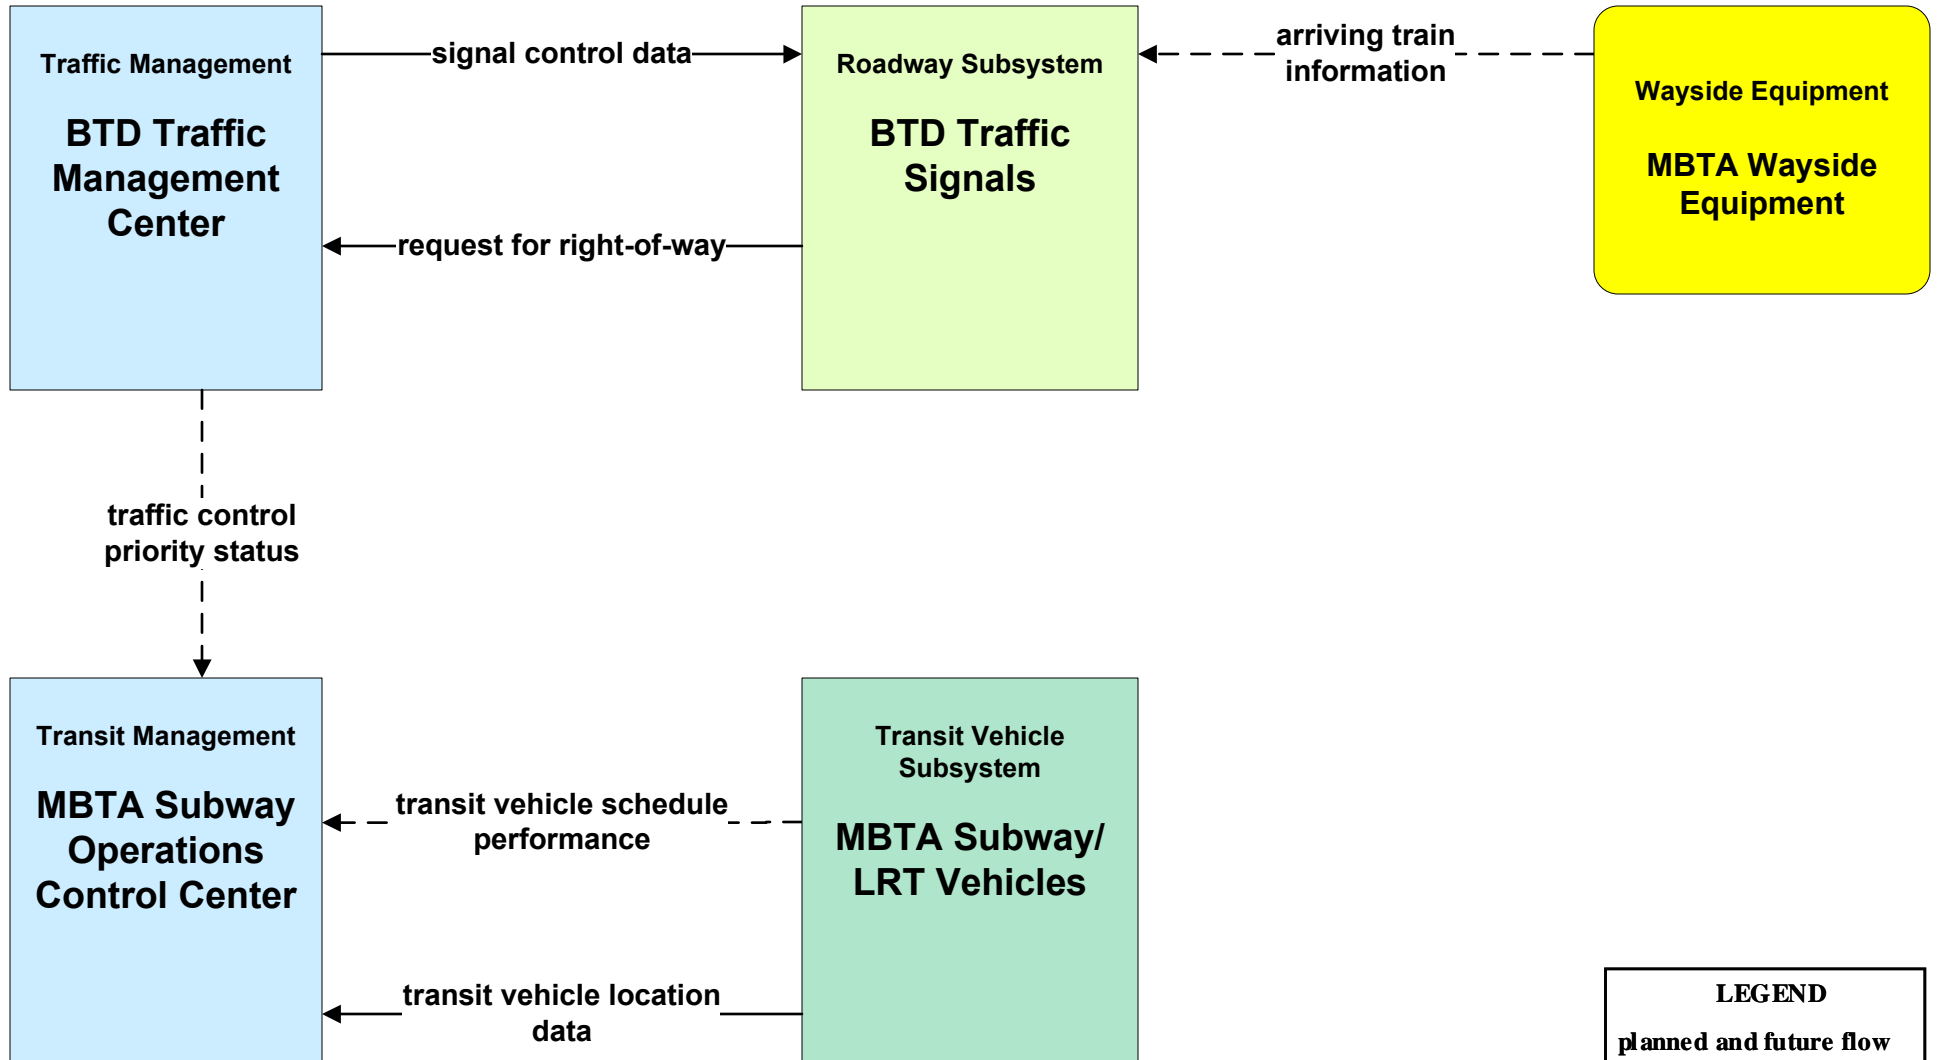 Traffic Management
BTD Traffic
Management
Center
signal control data
request for right-of-way
Roadway Subsystem
BTD Traffic
Signals
arriving train
information
Wayside Equipment
MBTA Wayside
Equipment
traffic control
priority status
Transit Management
MBTA Subway
Operations
Control Center
transit vehicle schedule
performance
transit vehicle location
data
Transit Vehicle
Subsystem
MBTA Subway/
LRT Vehicles
LEGEND
planned and future flow